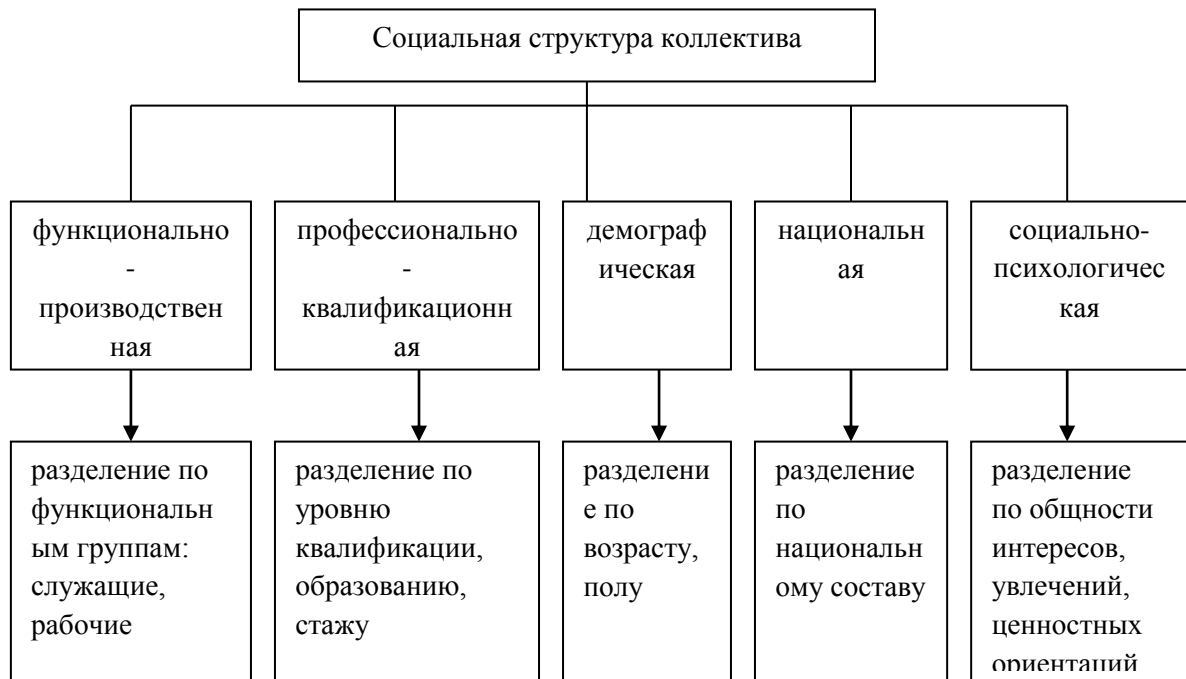 Социальная структура коллектива
функционально
-
производствен
ная
профессионально
-
квалификационн
ая
демограф
ическая
национальн
ая
социально-
психологичес
кая
разделение по
функциональн
ым группам:
служащие,
рабочие
разделение по
уровню
квалификации,
образованию,
стажу
разделени
е по
возрасту,
полу
разделение
по
национальн
ому составу
разделение
по общности
интересов,
увлечений,
ценностных
ориентаций